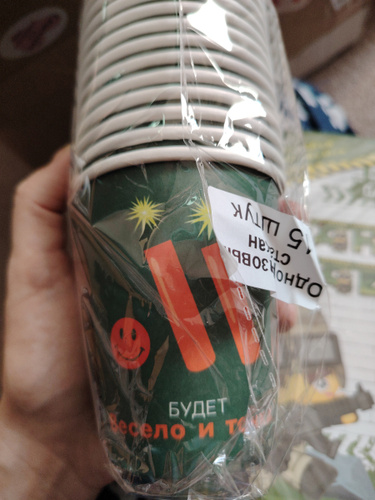 Одноразовый
стакан
15 ШТУК
БУДЕТ
весело и